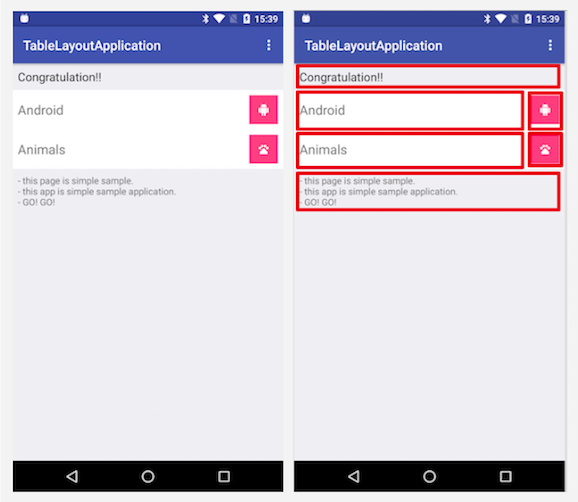 15:39
TableLayoutApplication
Congratulation!!
Android
Animals
- this page is simple sample.
- this app is simple sample application.
- GO! GO!
15:39
TableLayoutApplication
Congratulation!!
Android
Animals
- this page is simple sample.
- this app is simple sample application.
- GO! GO!